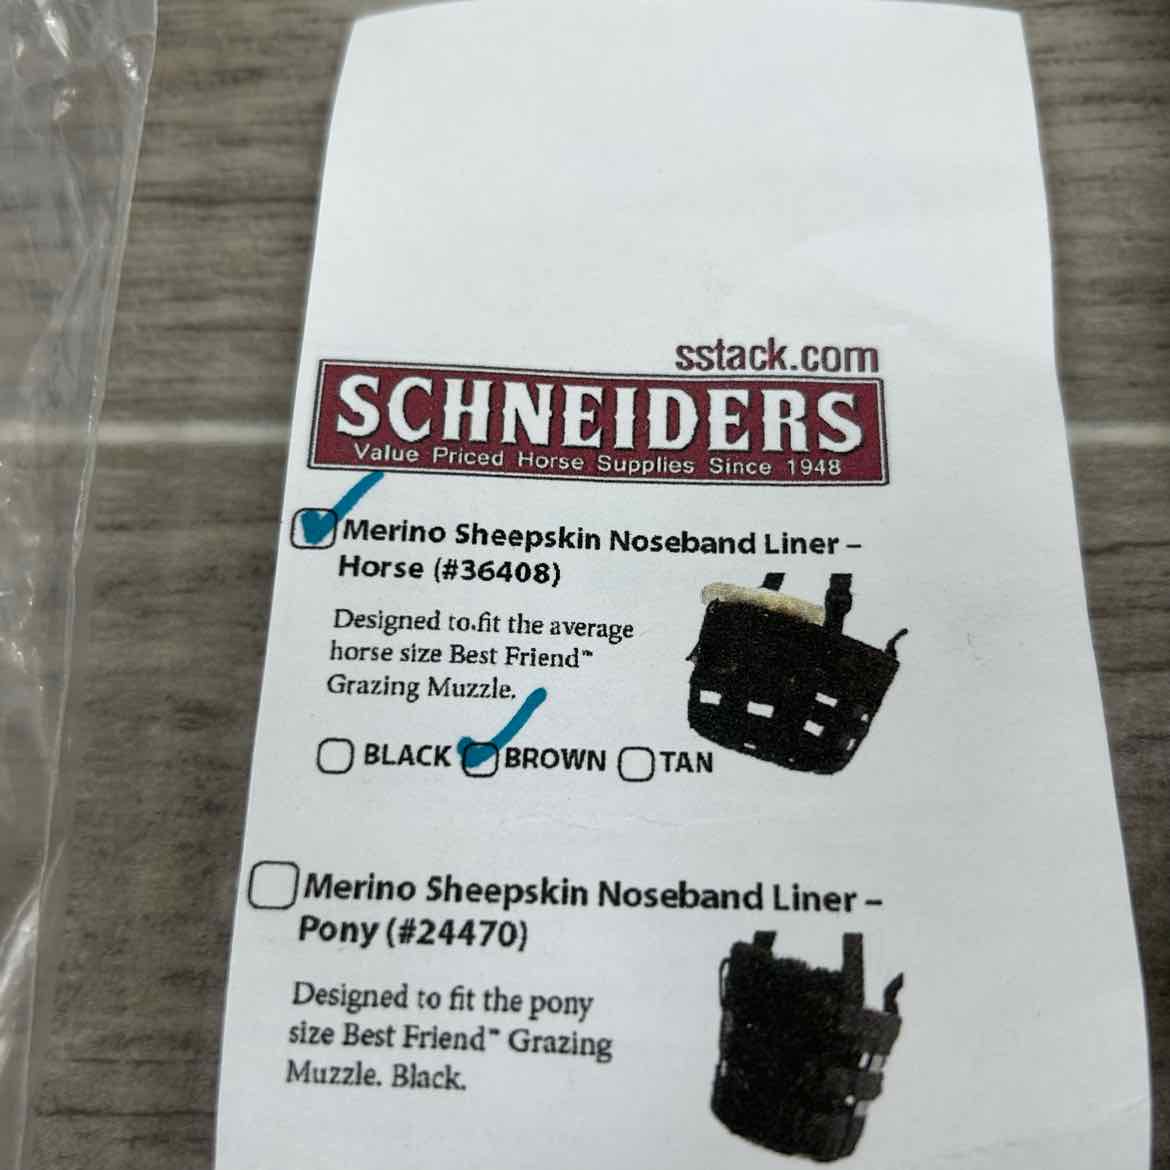 sstack.com
SCHNEIDERS
Value Priced Horse Supplies Since 1948
Merino Sheepskin Noseband Liner –
Horse (#36408)
Designed to fit the average
horse size Best Friend™
Grazing Muzzle.
BLACK BROWN TAN
Merino Sheepskin Noseband Liner –
Pony (#24470)
Designed to fit the pony
size Best Friend™ Grazing
Muzzle. Black.